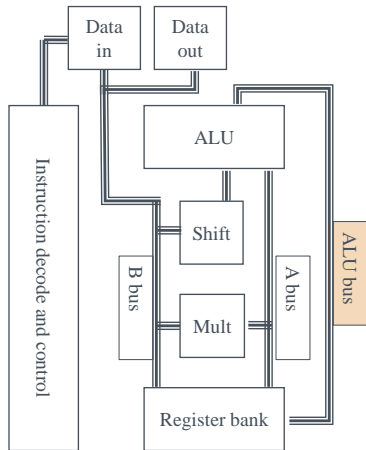 Data
in
Data
out
Instruction decode and control
ALU
Shift
B bus
Mult
A bus
ALU bus
Register bank